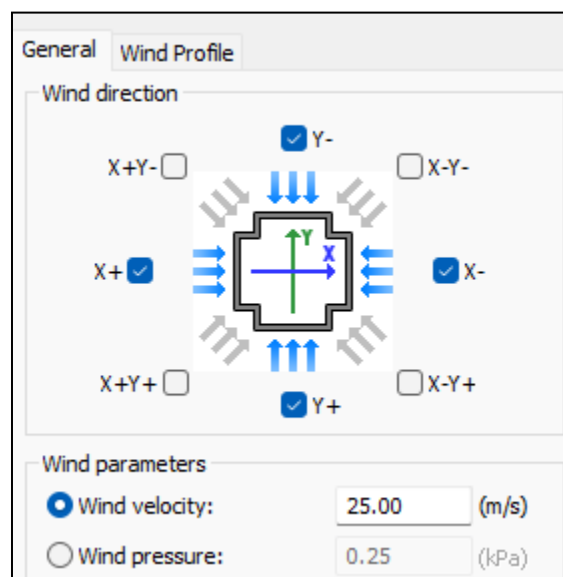 General Wind Profile
Wind direction
Y-
X+Y- X-Y-
Y
X
X+ X-
X+Y+ X-Y+
Y+
Wind parameters
Wind velocity: 25.00 (m/s)
Wind pressure: 0.25 (kPa)